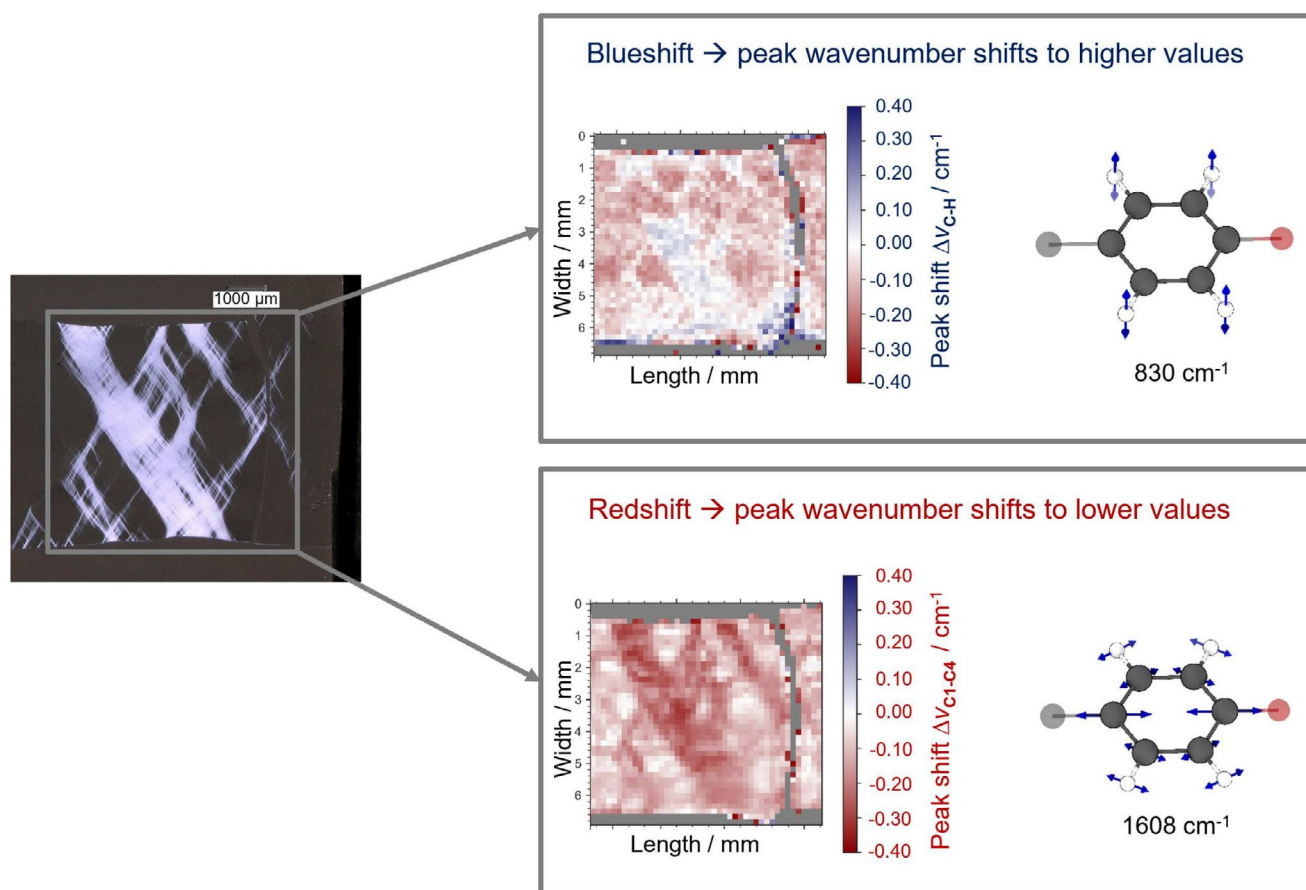 Blueshift → peak wavenumber shifts to higher values
0.40
0.30
0.20
0.10
0.00
-0.10
-0.20
-0.30
-0.40
Peak shift Δν_C-H / cm⁻¹
0
1
2
3
4
5
6
Width / mm
Length / mm
830 cm⁻¹
1000 µm
Redshift → peak wavenumber shifts to lower values
0.40
0.30
0.20
0.10
0.00
-0.10
-0.20
-0.30
-0.40
Peak shift Δν_C1-C4 / cm⁻¹
0
1
2
3
4
5
6
Width / mm
Length / mm
1608 cm⁻¹